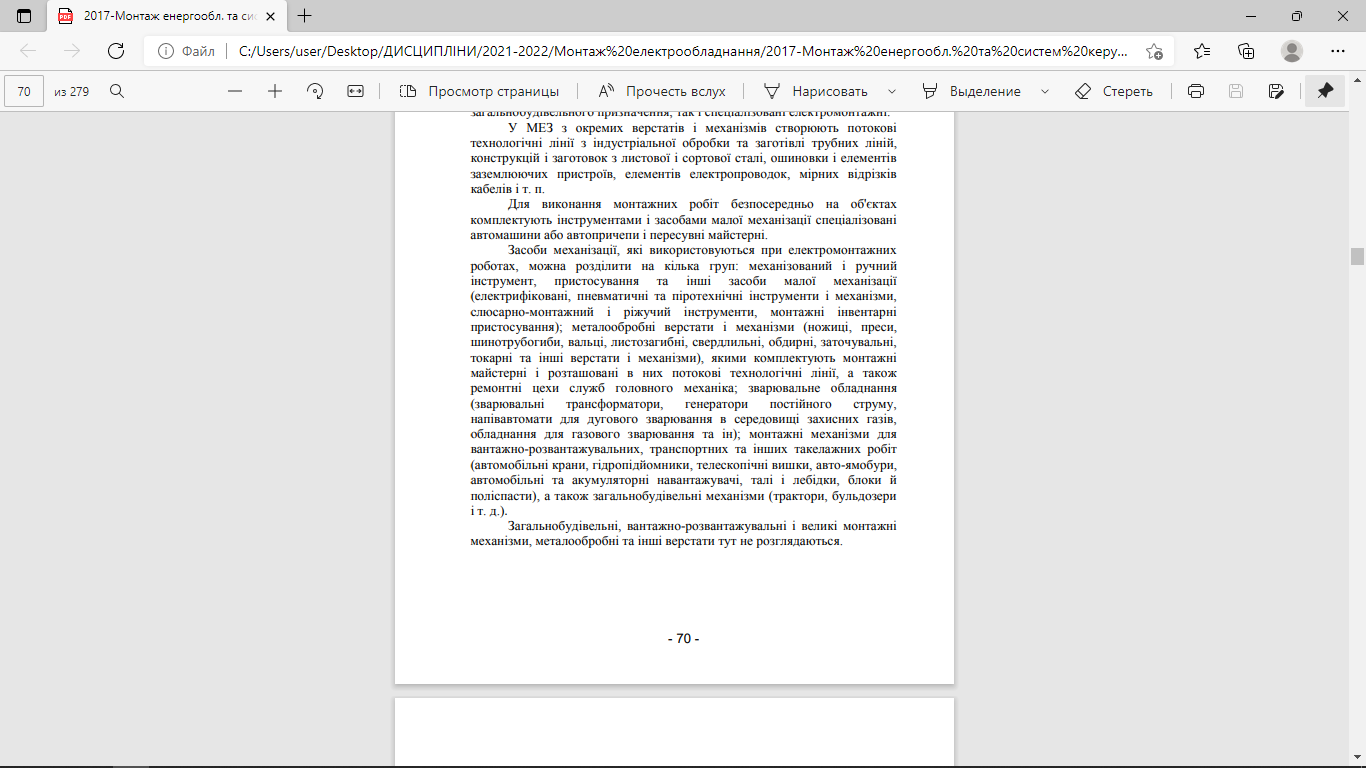 2017-Монтаж енергообл. та сис
Файл
C:/Users/user/Desktop/ДИСЦИПЛІНИ/2021-2022/Монтаж%20електрообладнання/2017-Монтаж%20енергообл.%20та%20систем%20керу...
70 из 279
Просмотр страницы
Прочесть вслух
Нарисовать
Выделение
Стереть
загальнобудівельного призначення, так і спеціалізовані електромонтажні.
У МЕЗ з окремих верстатів і механізмів створюють потокові
технологічні лінії з індустріальної обробки та заготівлі трубних ліній,
конструкцій і заготовок з листової і сортової сталі, ошиновки і елементів
заземлюючих пристроїв, елементів електропроводок, мірних відрізків
кабелів і т. п.
Для виконання монтажних робіт безпосередньо на об'єктах
комплектують інструментами і засобами малої механізації спеціалізовані
автомашини або автопричепи і пересувні майстерні.
Засоби механізації, які використовуються при електромонтажних
роботах, можна розділити на кілька груп: механізований і ручний
інструмент, пристосування та інші засоби малої механізації
(електрифіковані, пневматичні та піротехнічні інструменти і механізми,
слюсарно-монтажний і ріжучий інструменти, монтажні інвентарні
пристосування); металообробні верстати і механізми (ножиці, преси,
шинотрубогиби, вальці, листозагибні, свердлильні, обдирні, заточувальні,
токарні та інші верстати і механізми), якими комплектують монтажні
майстерні і розташовані в них потокові технологічні лінії, а також
ремонтні цехи служб головного механіка; зварювальне обладнання
(зварювальні трансформатори, генератори постійного струму,
напівавтомати для дугового зварювання в середовищі захисних газів,
обладнання для газового зварювання та ін); монтажні механізми для
вантажно-розвантажувальних, транспортних та інших такелажних робіт
(автомобільні крани, гідропідйомники, телескопічні вишки, авто-ямобури,
автомобільні та акумуляторні навантажувачі, талі і лебідки, блоки й
поліспасти), а також загальнобудівельні механізми (трактори, бульдозери
і т. д.).
Загальнобудівельні, вантажно-розвантажувальні і великі монтажні
механізми, металообробні та інші верстати тут не розглядаються.
- 70 -